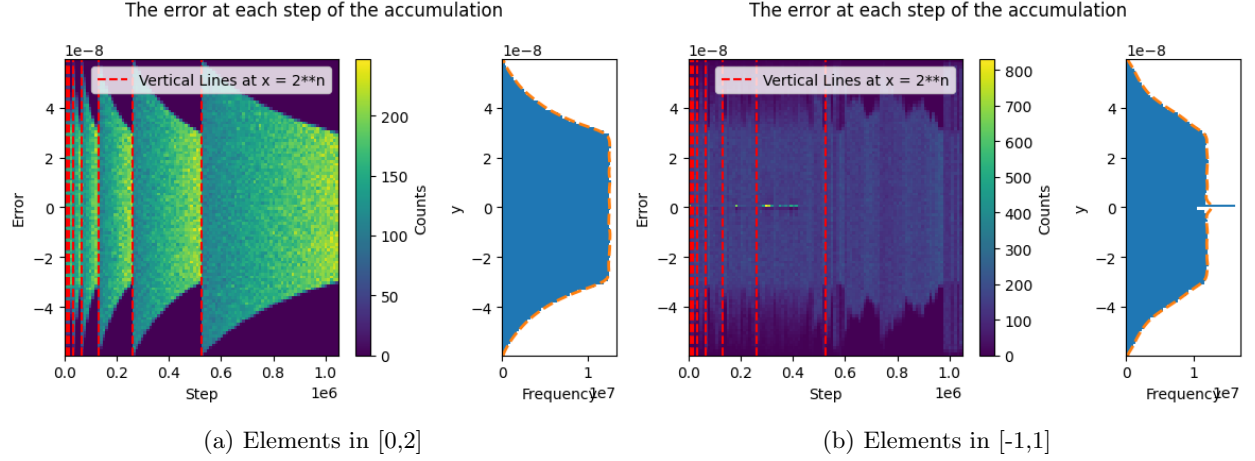 The error at each step of the accumulation
1e−8
Vertical Lines at x = 2**n
4
2
0
−2
−4
Error
0.0 0.2 0.4 0.6 0.8 1.0
1e6
Step
200
150
100
50
0
Counts
1e−8
4
2
0
−2
−4
y
0 1
1e7
Frequency
(a) Elements in [0,2]
The error at each step of the accumulation
1e−8
Vertical Lines at x = 2**n
4
2
0
−2
−4
Error
0.0 0.2 0.4 0.6 0.8 1.0
1e6
Step
800
700
600
500
400
300
200
100
0
Counts
1e−8
4
2
0
−2
−4
y
0 1
1e7
Frequency
(b) Elements in [-1,1]